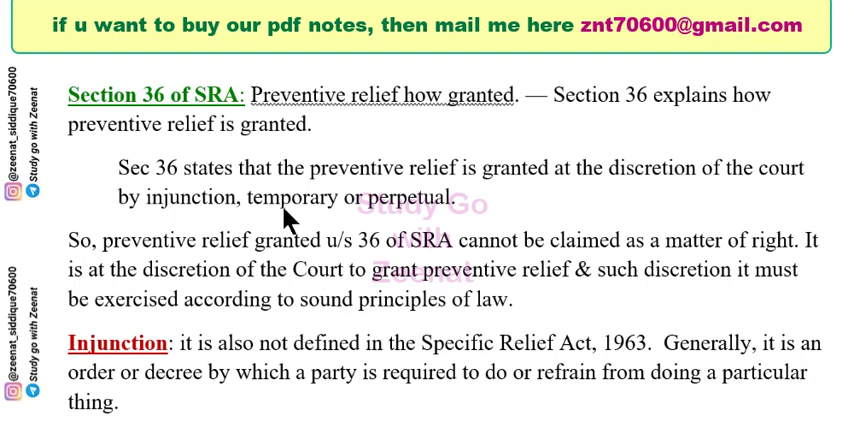 if u want to buy our pdf notes, then mail me here znt70600@gmail.com
Section 36 of SRA: Preventive relief how granted. — Section 36 explains how
preventive relief is granted.
Sec 36 states that the preventive relief is granted at the discretion of the court
by injunction, temporary or perpetual.
So, preventive relief granted u/s 36 of SRA cannot be claimed as a matter of right. It
is at the discretion of the Court to grant preventive relief & such discretion it must
be exercised according to sound principles of law.
Injunction: it is also not defined in the Specific Relief Act, 1963. Generally, it is an
order or decree by which a party is required to do or refrain from doing a particular
thing.
Study Go
with
Zeenat
@zeenat_siddique70600
Study go with Zeenat
@zeenat_siddique70600
Study go with Zeenat